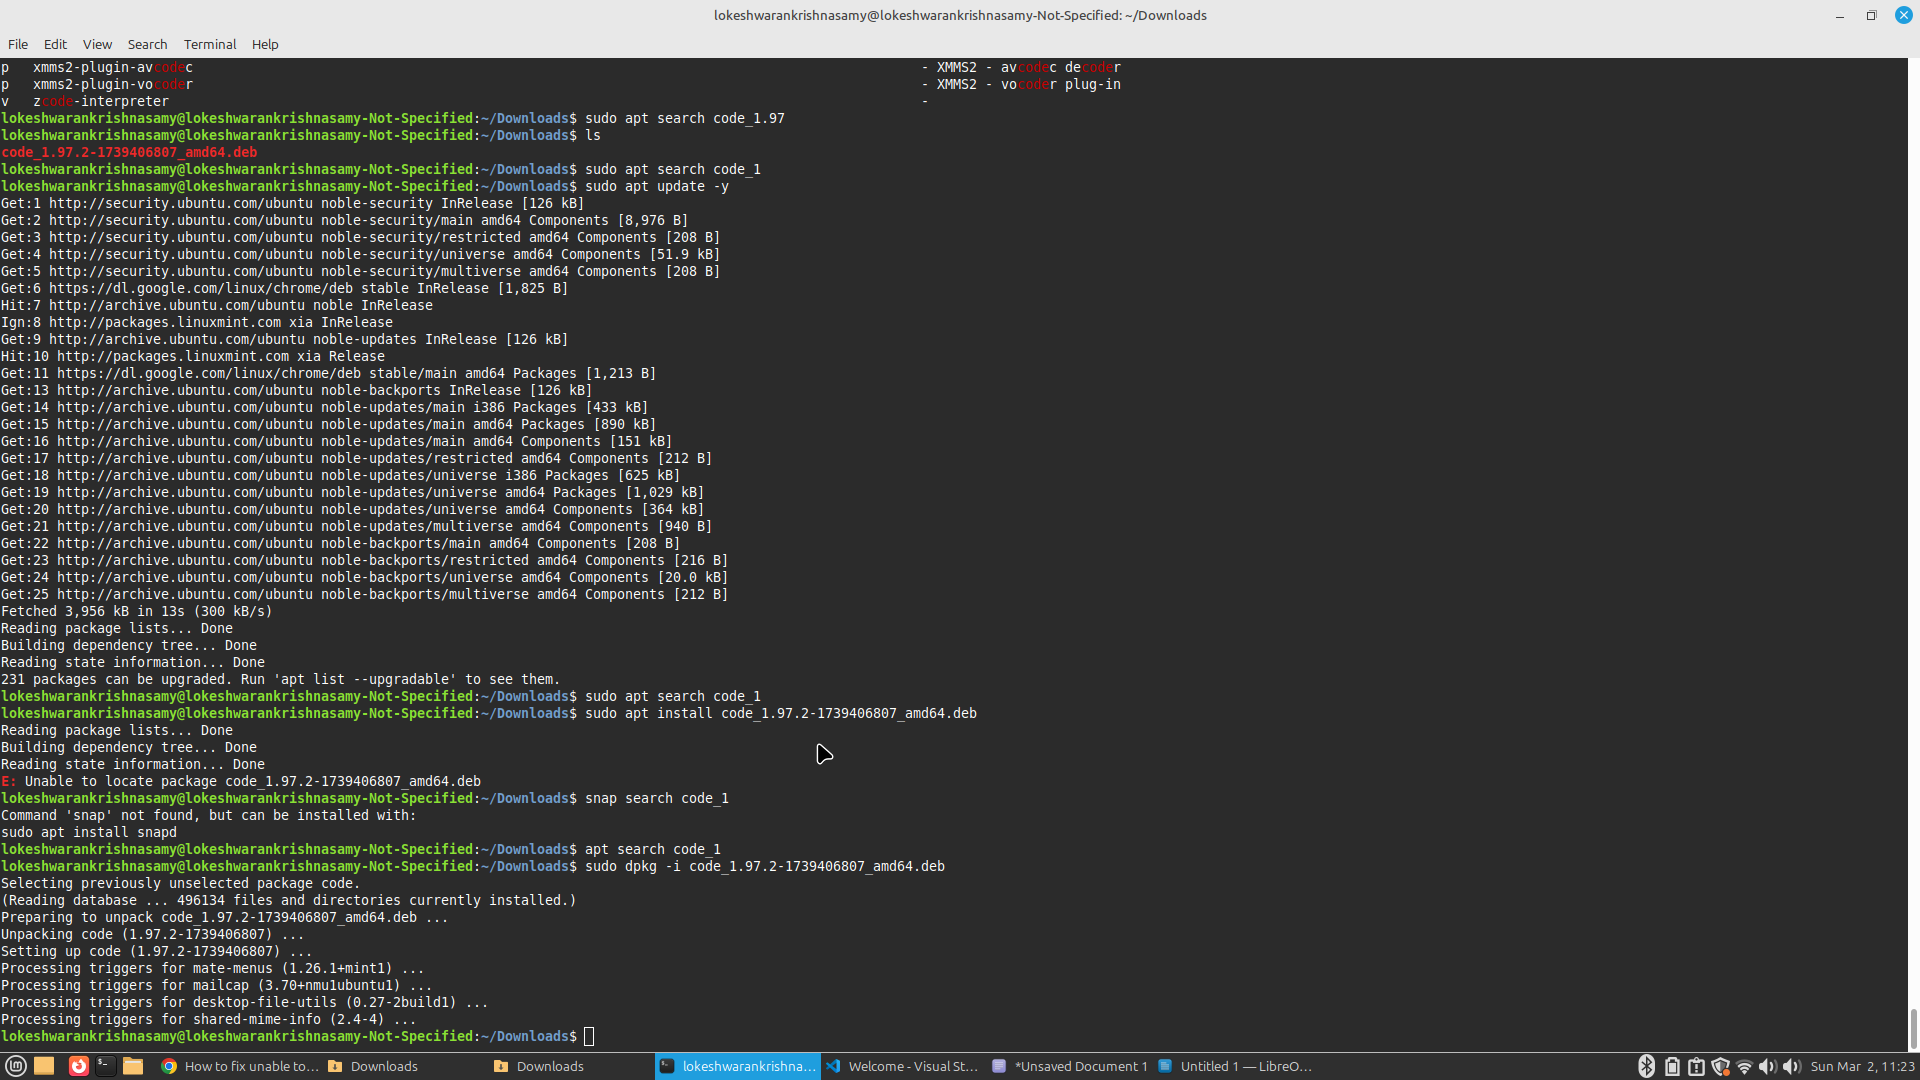 lokeshwarankrishnasamy@lokeshwarankrishnasamy-Not-Specified: ~/Downloads
File Edit View Search Terminal Help
p   xmms2-plugin-avcodec - XMMS2 - avcodec decoder
p   xmms2-plugin-vocoder - XMMS2 - vocoder plug-in
v   zcode-interpreter -
lokeshwarankrishnasamy@lokeshwarankrishnasamy-Not-Specified:~/Downloads$ sudo apt search code_1.97
lokeshwarankrishnasamy@lokeshwarankrishnasamy-Not-Specified:~/Downloads$ ls
code_1.97.2-1739406807_amd64.deb
lokeshwarankrishnasamy@lokeshwarankrishnasamy-Not-Specified:~/Downloads$ sudo apt search code_1
lokeshwarankrishnasamy@lokeshwarankrishnasamy-Not-Specified:~/Downloads$ sudo apt update -y
Get:1 http://security.ubuntu.com/ubuntu noble-security InRelease [126 kB]
Get:2 http://security.ubuntu.com/ubuntu noble-security/main amd64 Components [8,976 B]
Get:3 http://security.ubuntu.com/ubuntu noble-security/restricted amd64 Components [208 B]
Get:4 http://security.ubuntu.com/ubuntu noble-security/universe amd64 Components [51.9 kB]
Get:5 http://security.ubuntu.com/ubuntu noble-security/multiverse amd64 Components [208 B]
Get:6 https://dl.google.com/linux/chrome/deb stable InRelease [1,825 B]
Hit:7 http://archive.ubuntu.com/ubuntu noble InRelease
Ign:8 http://packages.linuxmint.com xia InRelease
Get:9 http://archive.ubuntu.com/ubuntu noble-updates InRelease [126 kB]
Hit:10 http://packages.linuxmint.com xia Release
Get:11 https://dl.google.com/linux/chrome/deb stable/main amd64 Packages [1,213 B]
Get:13 http://archive.ubuntu.com/ubuntu noble-backports InRelease [126 kB]
Get:14 http://archive.ubuntu.com/ubuntu noble-updates/main i386 Packages [433 kB]
Get:15 http://archive.ubuntu.com/ubuntu noble-updates/main amd64 Packages [890 kB]
Get:16 http://archive.ubuntu.com/ubuntu noble-updates/main amd64 Components [151 kB]
Get:17 http://archive.ubuntu.com/ubuntu noble-updates/restricted amd64 Components [212 B]
Get:18 http://archive.ubuntu.com/ubuntu noble-updates/universe i386 Packages [625 kB]
Get:19 http://archive.ubuntu.com/ubuntu noble-updates/universe amd64 Packages [1,029 kB]
Get:20 http://archive.ubuntu.com/ubuntu noble-updates/universe amd64 Components [364 kB]
Get:21 http://archive.ubuntu.com/ubuntu noble-updates/multiverse amd64 Components [940 B]
Get:22 http://archive.ubuntu.com/ubuntu noble-backports/main amd64 Components [208 B]
Get:23 http://archive.ubuntu.com/ubuntu noble-backports/restricted amd64 Components [216 B]
Get:24 http://archive.ubuntu.com/ubuntu noble-backports/universe amd64 Components [20.0 kB]
Get:25 http://archive.ubuntu.com/ubuntu noble-backports/multiverse amd64 Components [212 B]
Fetched 3,956 kB in 13s (300 kB/s)
Reading package lists... Done
Building dependency tree... Done
Reading state information... Done
231 packages can be upgraded. Run 'apt list --upgradable' to see them.
lokeshwarankrishnasamy@lokeshwarankrishnasamy-Not-Specified:~/Downloads$ sudo apt search code_1
lokeshwarankrishnasamy@lokeshwarankrishnasamy-Not-Specified:~/Downloads$ sudo apt install code_1.97.2-1739406807_amd64.deb
Reading package lists... Done
Building dependency tree... Done
Reading state information... Done
E: Unable to locate package code_1.97.2-1739406807_amd64.deb
lokeshwarankrishnasamy@lokeshwarankrishnasamy-Not-Specified:~/Downloads$ snap search code_1
Command 'snap' not found, but can be installed with:
sudo apt install snapd
lokeshwarankrishnasamy@lokeshwarankrishnasamy-Not-Specified:~/Downloads$ apt search code_1
lokeshwarankrishnasamy@lokeshwarankrishnasamy-Not-Specified:~/Downloads$ sudo dpkg -i code_1.97.2-1739406807_amd64.deb
Selecting previously unselected package code.
(Reading database ... 496134 files and directories currently installed.)
Preparing to unpack code_1.97.2-1739406807_amd64.deb ...
Unpacking code (1.97.2-1739406807) ...
Setting up code (1.97.2-1739406807) ...
Processing triggers for mate-menus (1.26.1+mint1) ...
Processing triggers for mailcap (3.70+nmu1ubuntu1) ...
Processing triggers for desktop-file-utils (0.27-2build1) ...
Processing triggers for shared-mime-info (2.4-4) ...
lokeshwarankrishnasamy@lokeshwarankrishnasamy-Not-Specified:~/Downloads$
How to fix unable to... Downloads Downloads lokeshwarankrishna... Welcome - Visual St... *Unsaved Document 1 Untitled 1 — LibreO... Sun Mar 2, 11:23